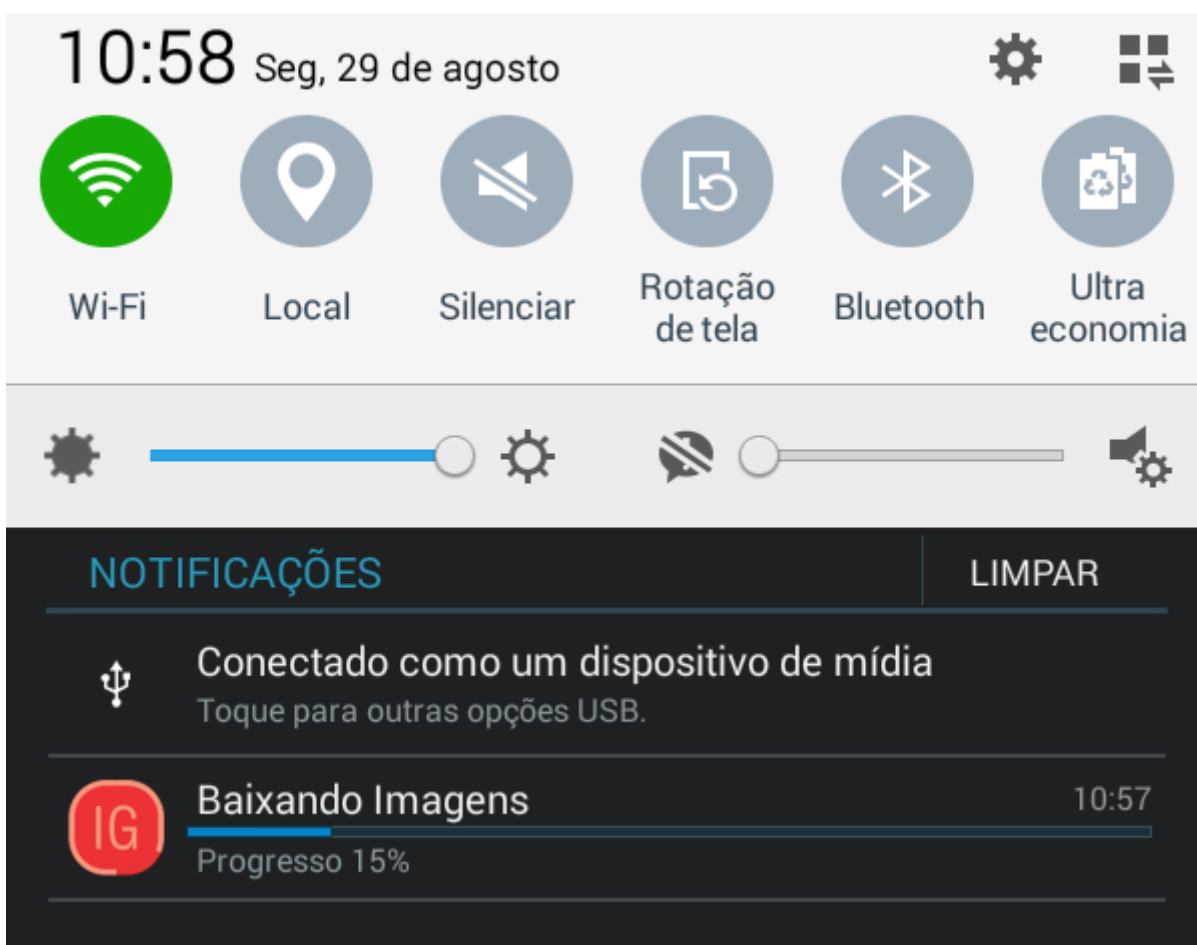 10:58 Seg, 29 de agosto
Wi-Fi
Local
Silenciar
Rotação
de tela
Bluetooth
Ultra
economia
NOTIFICAÇÕES
LIMPAR
Conectado como um dispositivo de mídia
Toque para outras opções USB.
IG
Baixando Imagens
10:57
Progresso 15%